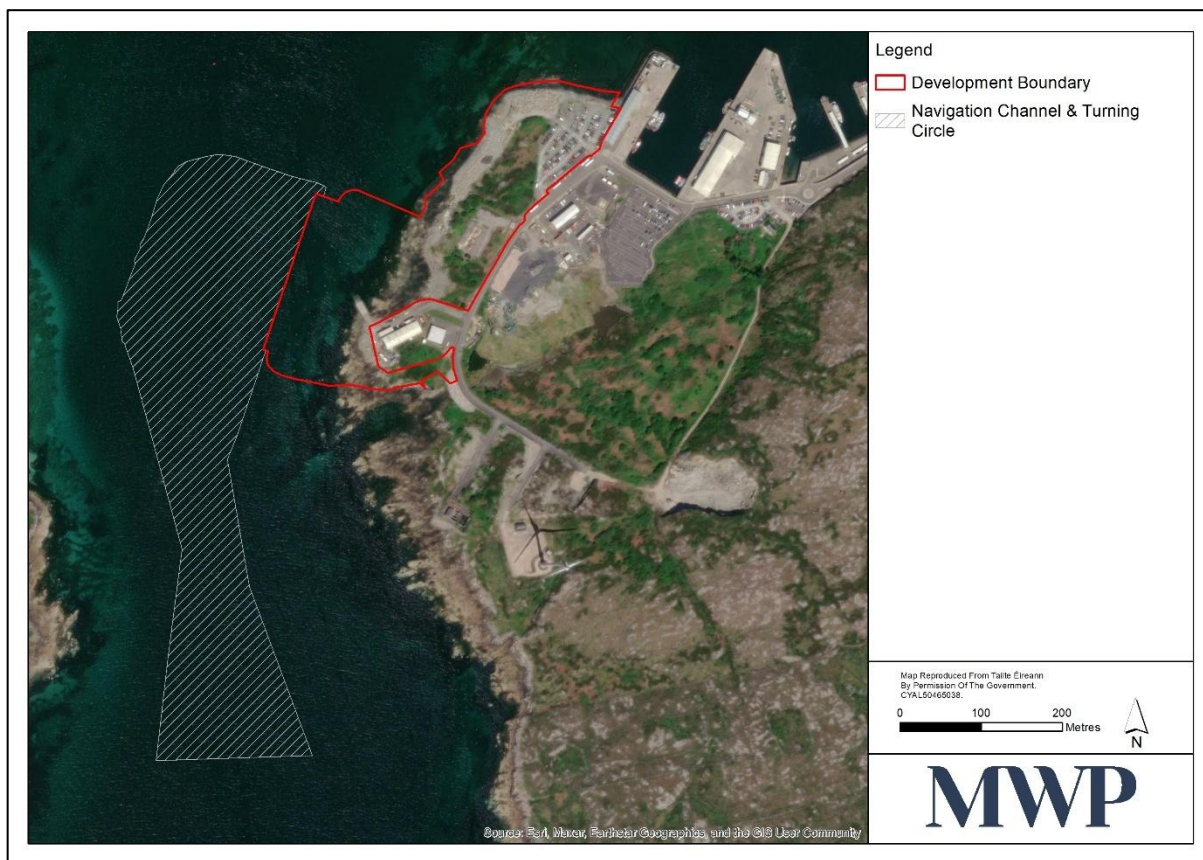 Legend
Development Boundary
Navigation Channel & Turning
Circle
Map Reproduced From Tailte Éireann
By Permission Of The Government.
CYAL50465038.
0 100 200
Metres
N
MWP
Source: Esri, Maxar, Earthstar Geographics, and the GIS User Community